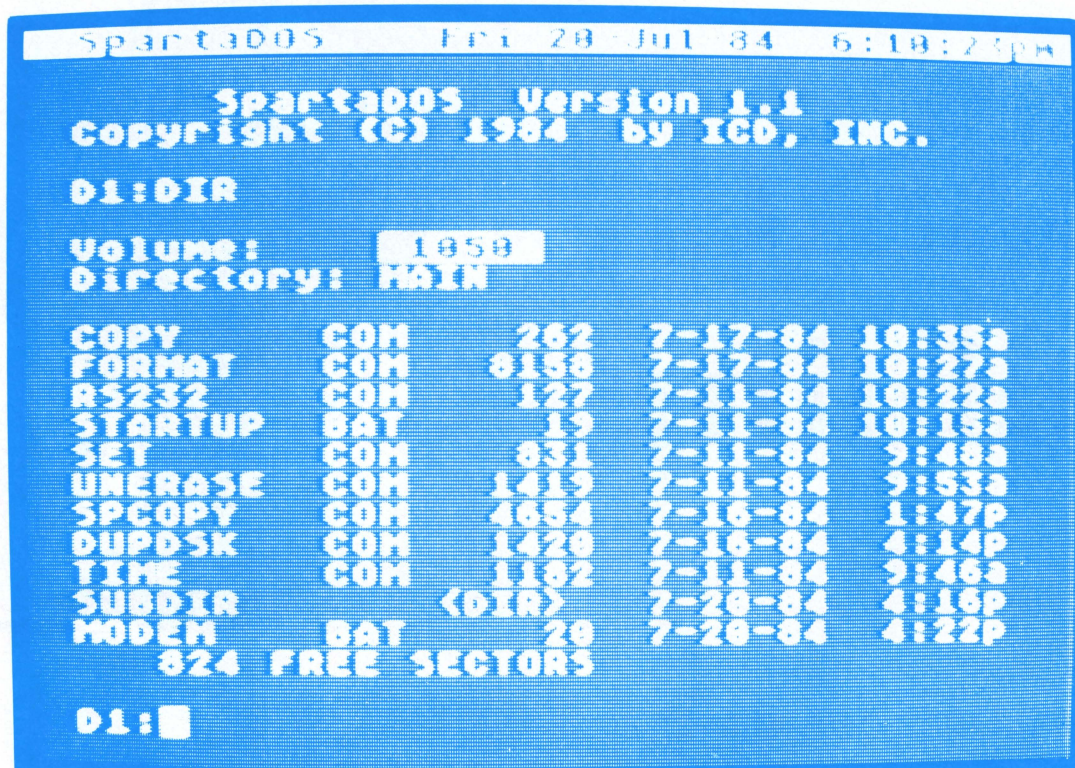 SpartaDOS Fri 20-Jul-84 6:10:23pm
SpartaDOS Version 1.1
Copyright (C) 1984 by ICD, INC.
D1:DIR
Volume: 1050
Directory: MAIN
COPY COM 262 7-17-84 10:35a
FORMAT COM 8158 7-17-84 10:27a
RS232 COM 127 7-11-84 10:22a
STARTUP BAT 19 7-11-84 10:15a
SET COM 831 7-11-84 9:48a
UNERASE COM 1419 7-11-84 9:53a
SPCOPY COM 4654 7-16-84 1:47p
DUPDSK COM 1420 7-16-84 4:14p
TIME COM 1182 7-11-84 9:46a
SUBDIR <DIR> 7-20-84 4:16p
MODEM BAT 20 7-20-84 4:22p
824 FREE SECTORS
D1: